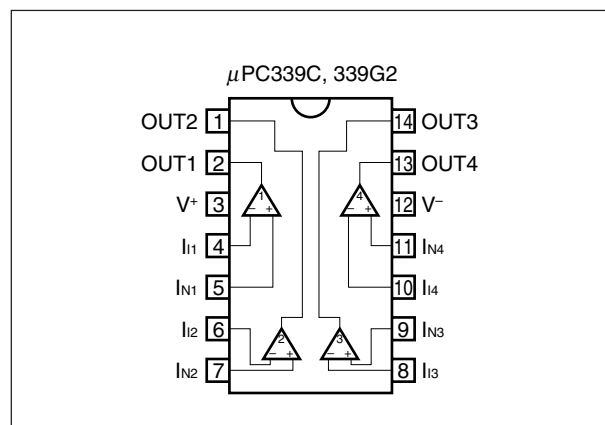 μPC339C, 339G2
OUT2 1 14 OUT3
OUT1 2 13 OUT4
1 4
V+ 3 − + − + 12 V−
II1 4 11 IN4
IN1 5 10 II4
II2 6 9 IN3
2 3
− + − +
IN2 7 8 II3